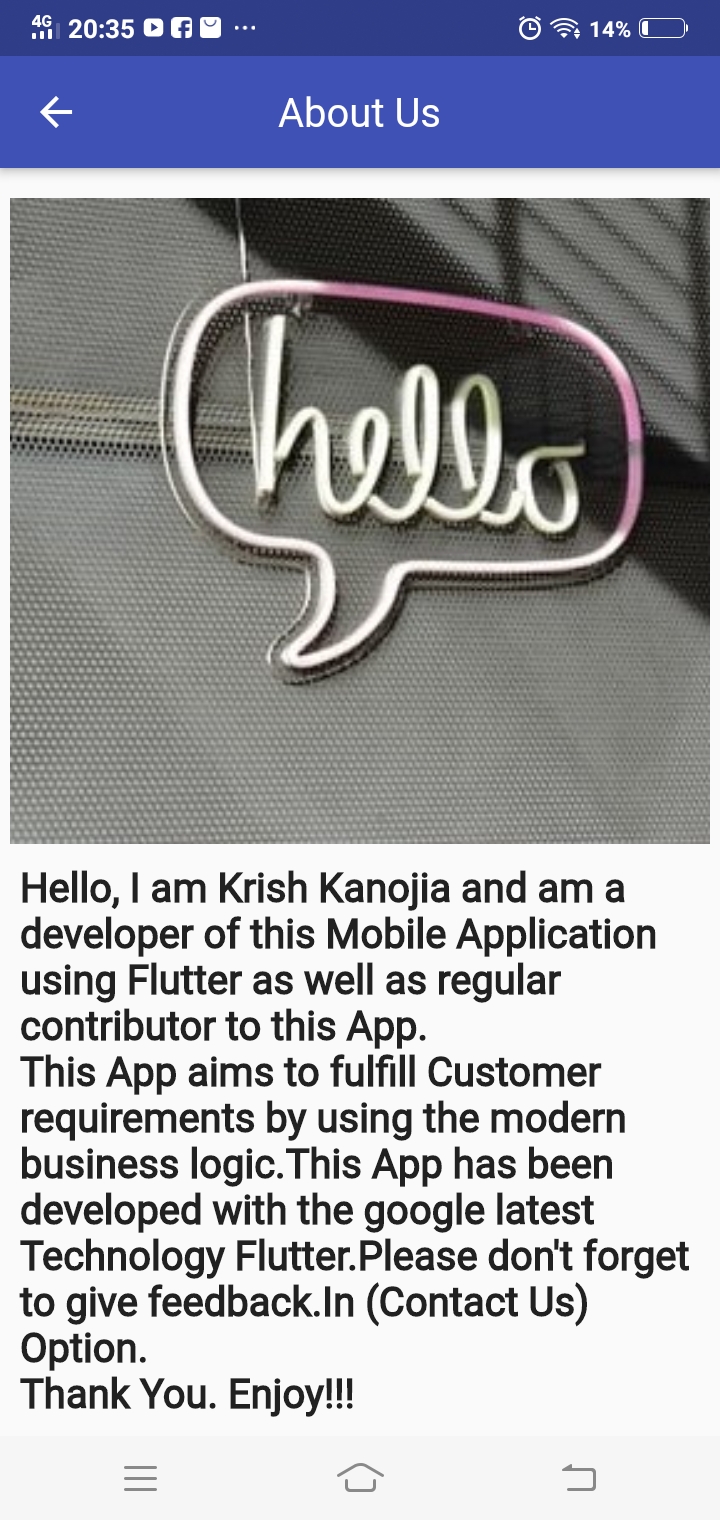 4G
20:35
14%
About Us
hello
Hello, I am Krish Kanojia and am a
developer of this Mobile Application
using Flutter as well as regular
contributor to this App.
This App aims to fulfill Customer
requirements by using the modern
business logic.This App has been
developed with the google latest
Technology Flutter.Please don't forget
to give feedback.In (Contact Us)
Option.
Thank You. Enjoy!!!